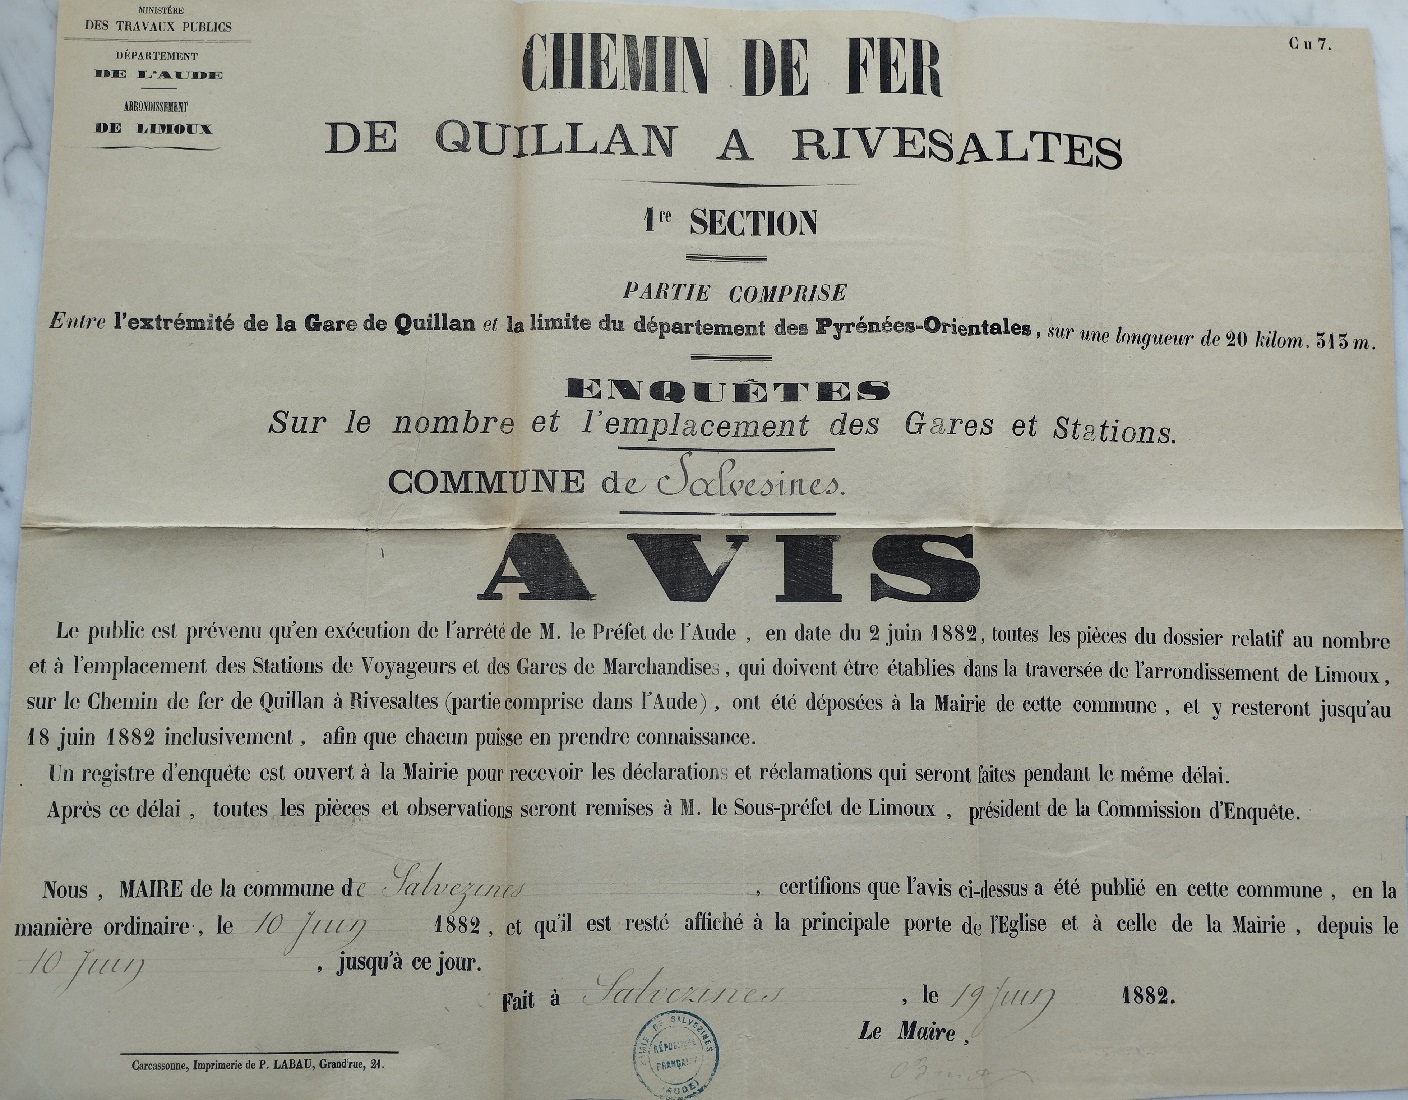 MINISTÈRE
DES TRAVAUX PUBLICS
DÉPARTEMENT
DE L'AUDE
ARRONDISSEMENT
DE LIMOUX
Cu 7.
CHEMIN DE FER
DE QUILLAN A RIVESALTES
1re SECTION
PARTIE COMPRISE
Entre l'extrémité de la Gare de Quillan et la limite du département des Pyrénées-Orientales, sur une longueur de 20 kilom. 313 m.
ENQUÊTES
Sur le nombre et l'emplacement des Gares et Stations.
COMMUNE de Salvesines.
AVIS
Le public est prévenu qu'en exécution de l'arrêté de M. le Préfet de l'Aude, en date du 2 juin 1882, toutes les pièces du dossier relatif au nombre
et à l'emplacement des Stations de Voyageurs et des Gares de Marchandises, qui doivent être établies dans la traversée de l'arrondissement de Limoux,
sur le Chemin de fer de Quillan à Rivesaltes (partie comprise dans l'Aude), ont été déposées à la Mairie de cette commune, et y resteront jusqu'au
18 juin 1882 inclusivement, afin que chacun puisse en prendre connaissance.
Un registre d'enquête est ouvert à la Mairie pour recevoir les déclarations et réclamations qui seront faites pendant le même délai.
Après ce délai, toutes les pièces et observations seront remises à M. le Sous-préfet de Limoux, président de la Commission d'Enquête.
Nous, MAIRE de la commune de Salvezines, certifions que l'avis ci-dessus a été publié en cette commune, en la
manière ordinaire, le 10 Juin 1882, et qu'il est resté affiché à la principale porte de l'Eglise et à celle de la Mairie, depuis le
10 Juin, jusqu'à ce jour.
Fait à Salvezines, le 19 Juin 1882.
Le Maire,
MAIRIE DE SALVEZINES
RÉPUBLIQUE
FRANÇAISE
(AUDE)
Carcassonne, Imprimerie de P. LABAU, Grand'rue, 21.